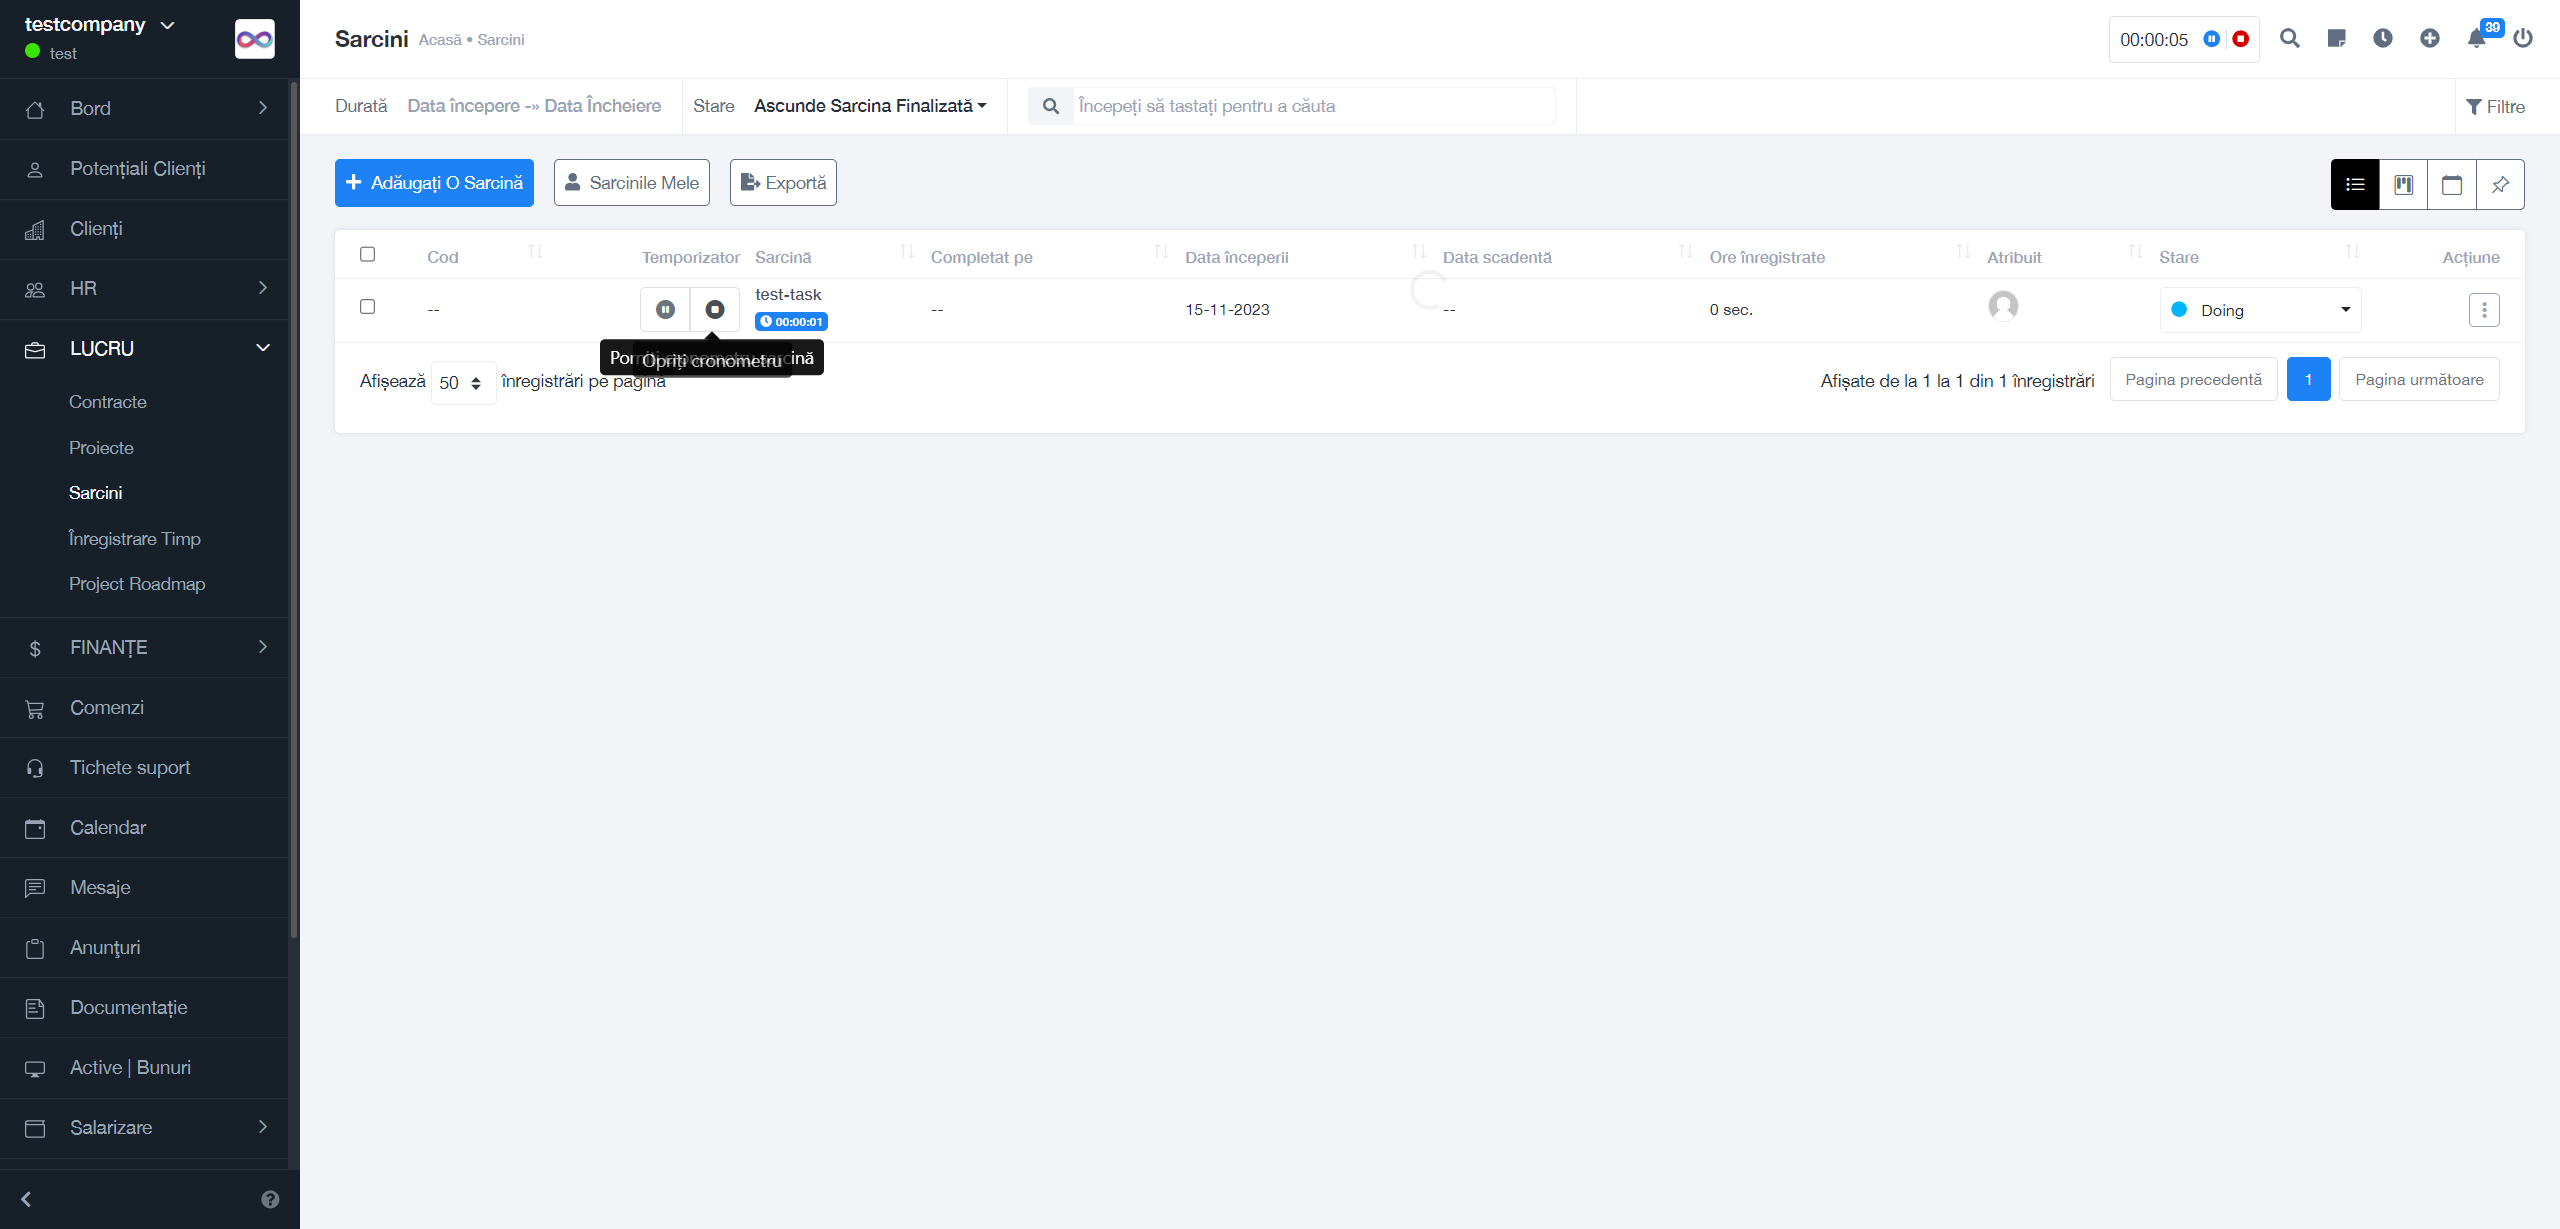 testcompany
test
Bord
Potențiali Clienți
Clienți
HR
LUCRU
Contracte
Proiecte
Sarcini
Înregistrare Timp
Project Roadmap
FINANȚE
Comenzi
Tichete suport
Calendar
Mesaje
Anunțuri
Documentație
Active | Bunuri
Salarizare
Sarcini Acasă • Sarcini
00:00:05
39
Durată Data începere -» Data Încheiere
Stare Ascunde Sarcina Finalizată
Începeți să tastați pentru a căuta
Filtre
Adăugați O Sarcină
Sarcinile Mele
Exportă
Cod Temporizator Sarcină Completat pe Data începerii Data scadentă Ore înregistrate Atribuit Stare Acțiune
-- test-task -- 15-11-2023 -- 0 sec. Doing
00:00:01
Opriți cronometru
Afișează 50 înregistrări pe pagina
Afișate de la 1 la 1 din 1 înregistrări
Pagina precedentă 1 Pagina următoare